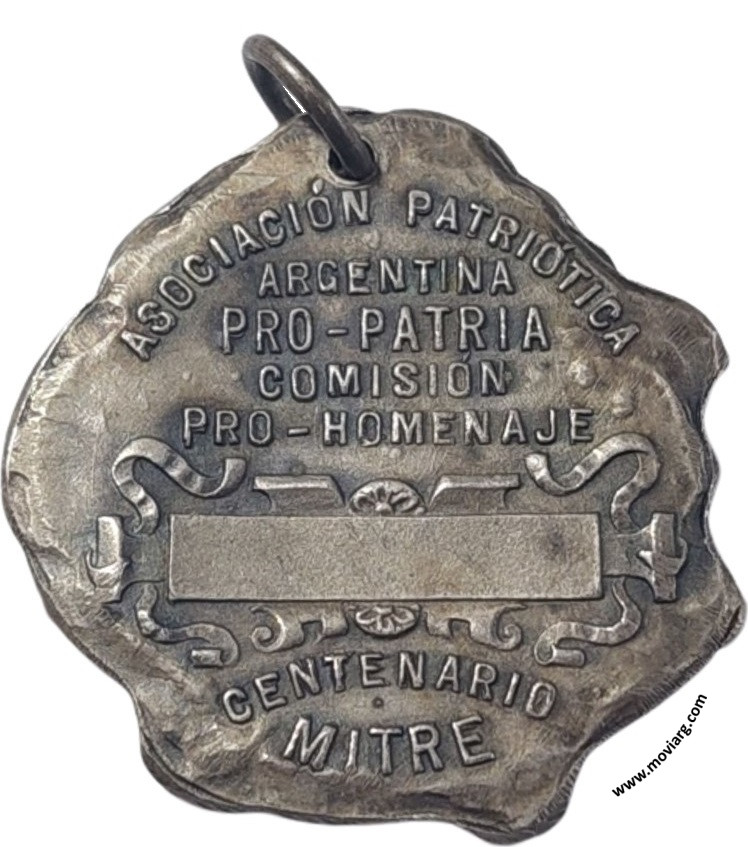 ASOCIACIÓN PATRIÓTICA
ARGENTINA
PRO-PATRIA
COMISIÓN
PRO-HOMENAJE
CENTENARIO
MITRE
www.moviarg.com